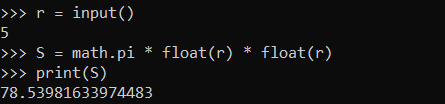 >>> r = input()
5
>>> S = math.pi * float(r) * float(r)
>>> print(S)
78.53981633974483